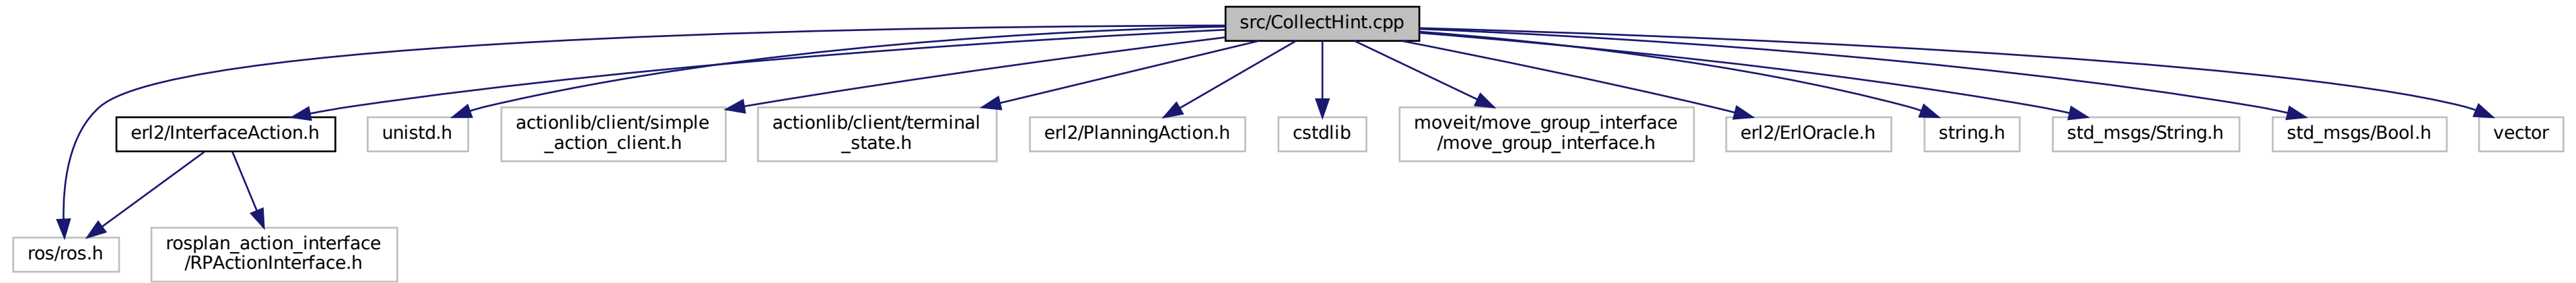 src/CollectHint.cpp
erl2/InterfaceAction.h
unistd.h
actionlib/client/simple
_action_client.h
actionlib/client/terminal
_state.h
erl2/PlanningAction.h
cstdlib
moveit/move_group_interface
/move_group_interface.h
erl2/ErlOracle.h
string.h
std_msgs/String.h
std_msgs/Bool.h
vector
ros/ros.h
rosplan_action_interface
/RPActionInterface.h